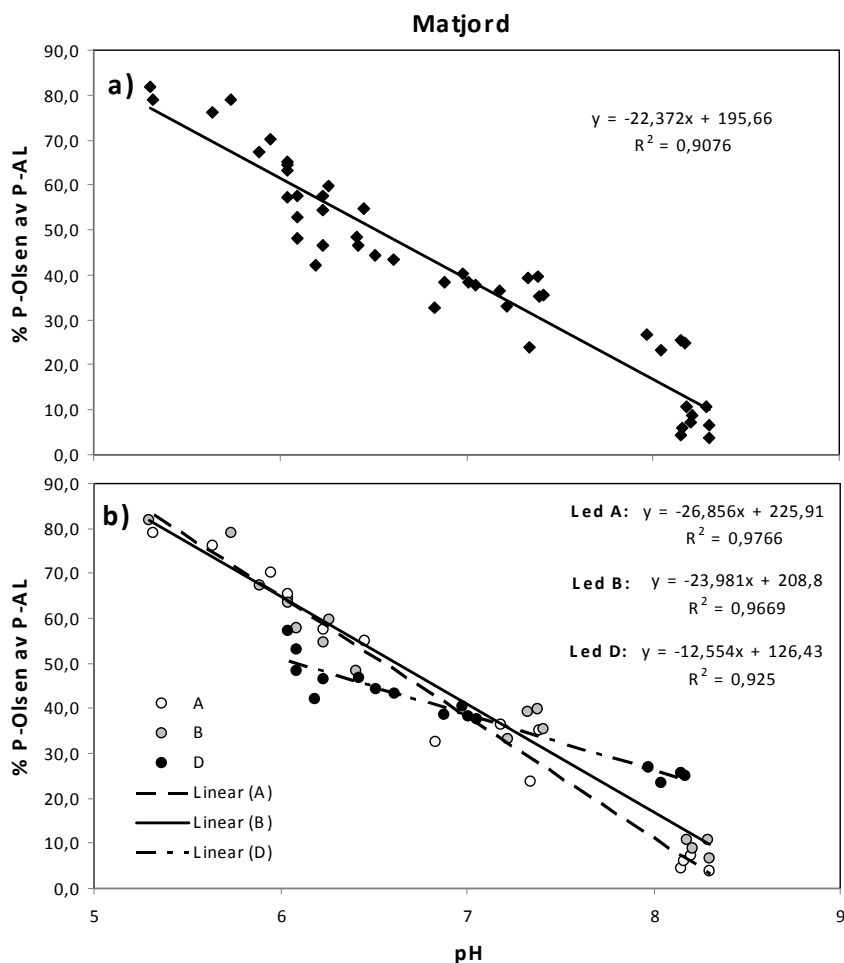 Matjord
90,0
80,0
70,0
60,0
50,0
40,0
30,0
20,0
10,0
0,0
% P-Olsen av P-AL
a)
y = -22,372x + 195,66
R² = 0,9076
90,0
80,0
70,0
60,0
50,0
40,0
30,0
20,0
10,0
0,0
% P-Olsen av P-AL
b)
Led A: y = -26,856x + 225,91
R² = 0,9766
Led B: y = -23,981x + 208,8
R² = 0,9669
Led D: y = -12,554x + 126,43
R² = 0,925
A
B
D
Linear (A)
Linear (B)
Linear (D)
5 6 7 8 9
pH